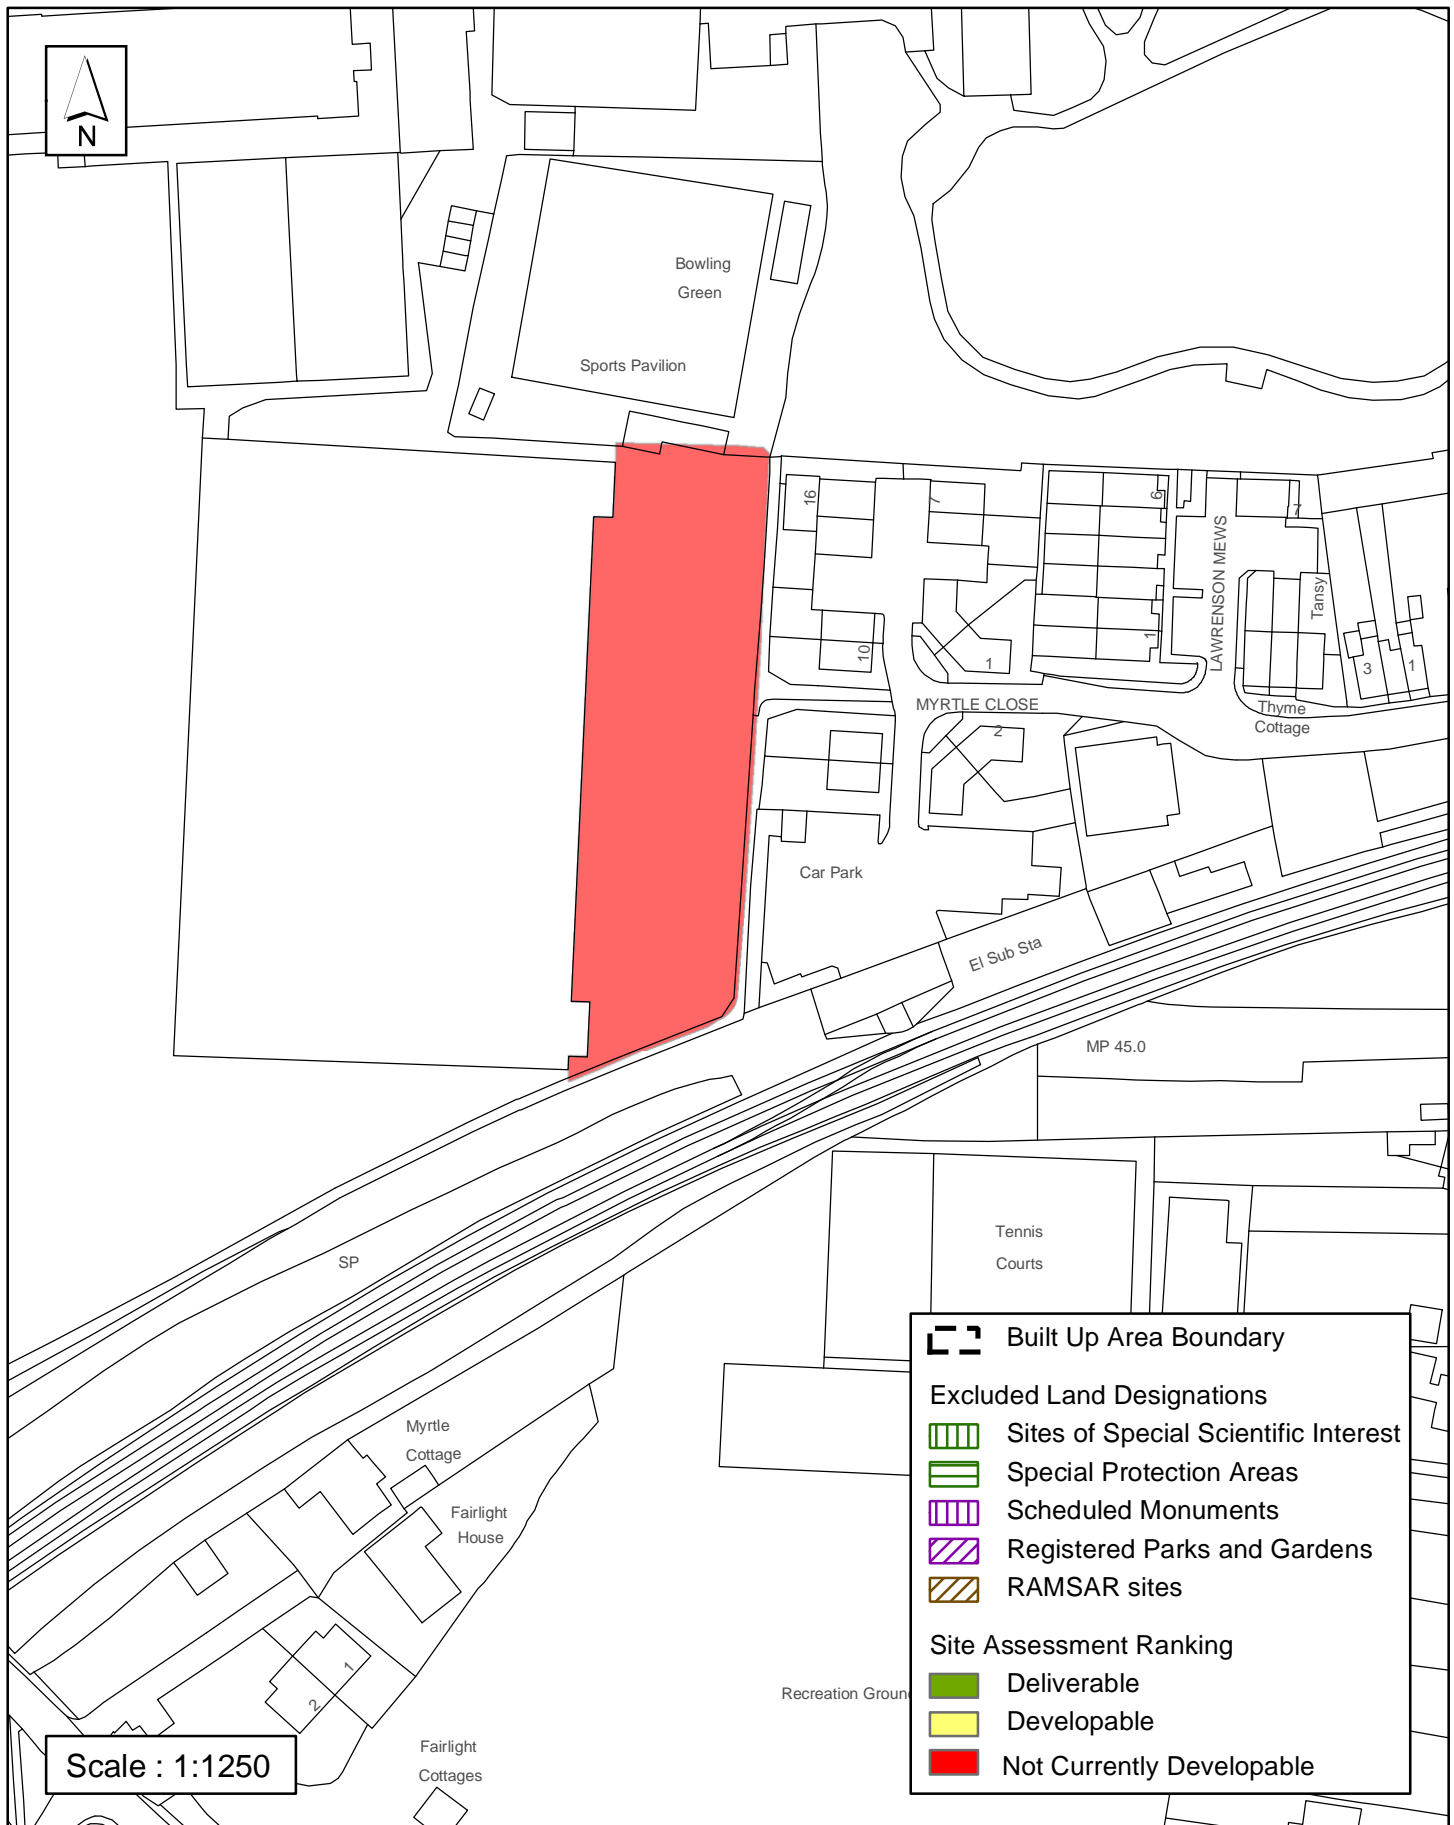 N
Bowling
Green
Sports Pavilion
16
7
6
7
LAWRENSON MEWS
Tansy
10
1
1
3
1
MYRTLE CLOSE
2
Thyme
Cottage
Car Park
El Sub Sta
MP 45.0
SP
Tennis
Courts
Myrtle
Cottage
Fairlight
House
1
2
Recreation Groun
Fairlight
Cottages
Scale : 1:1250
Built Up Area Boundary
Excluded Land Designations
Sites of Special Scientific Interest
Special Protection Areas
Scheduled Monuments
Registered Parks and Gardens
RAMSAR sites
Site Assessment Ranking
Deliverable
Developable
Not Currently Developable